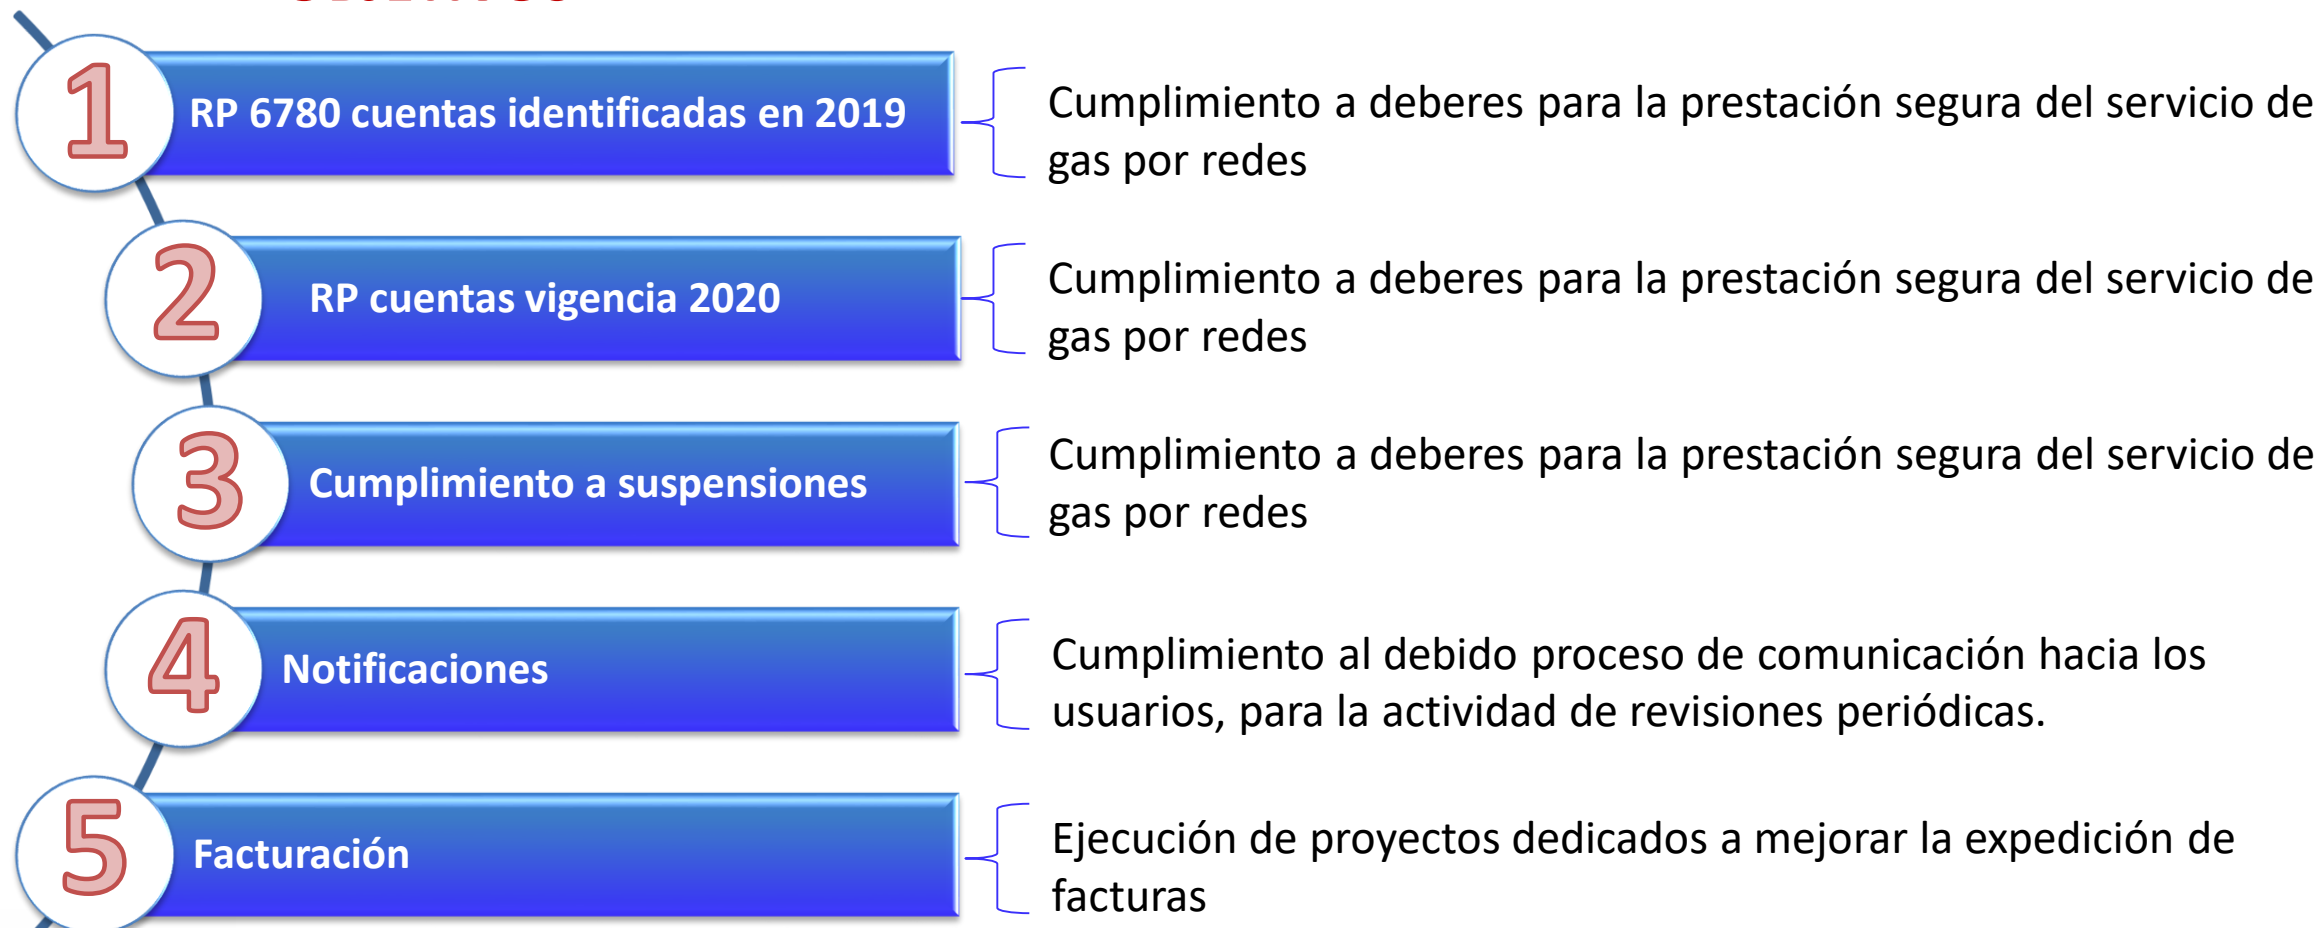 1
RP 6780 cuentas identificadas en 2019
Cumplimiento a deberes para la prestación segura del servicio de
gas por redes
2
RP cuentas vigencia 2020
Cumplimiento a deberes para la prestación segura del servicio de
gas por redes
3
Cumplimiento a suspensiones
Cumplimiento a deberes para la prestación segura del servicio de
gas por redes
4
Notificaciones
Cumplimiento al debido proceso de comunicación hacia los
usuarios, para la actividad de revisiones periódicas.
5
Facturación
Ejecución de proyectos dedicados a mejorar la expedición de
facturas